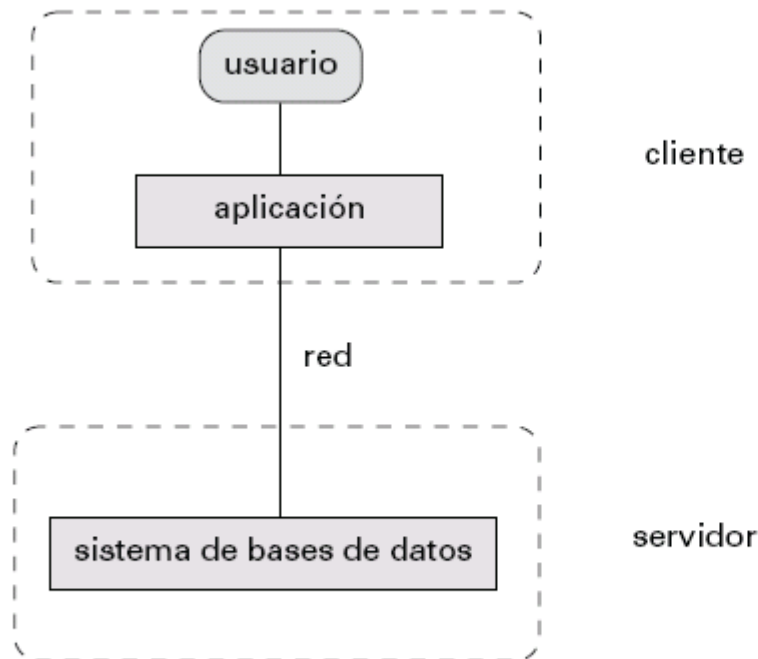 usuario
cliente
aplicación
red
servidor
sistema de bases de datos